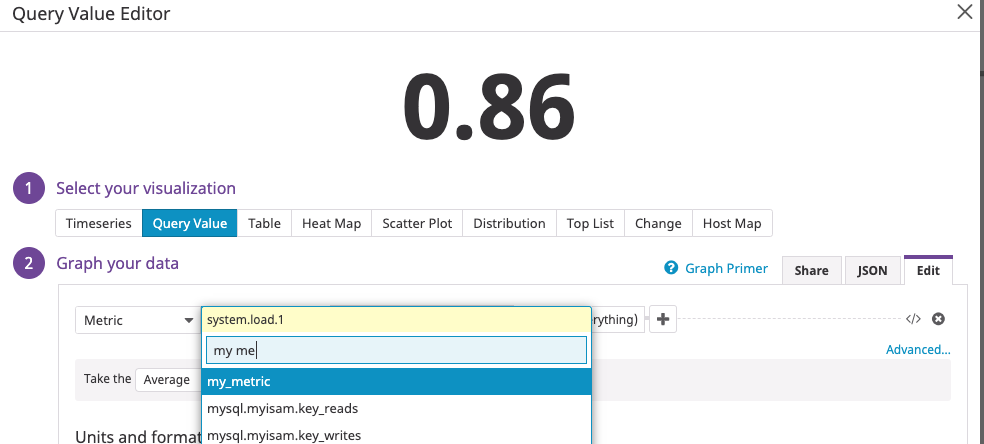 Query Value Editor
0.86
1 Select your visualization
Timeseries Query Value Table Heat Map Scatter Plot Distribution Top List Change Host Map
2 Graph your data
? Graph Primer Share JSON Edit
Metric system.load.1 rything) + </>
my me
Advanced...
my_metric
Take the Average
mysql.myisam.key_reads
Units and format
mysql.myisam.key_writes